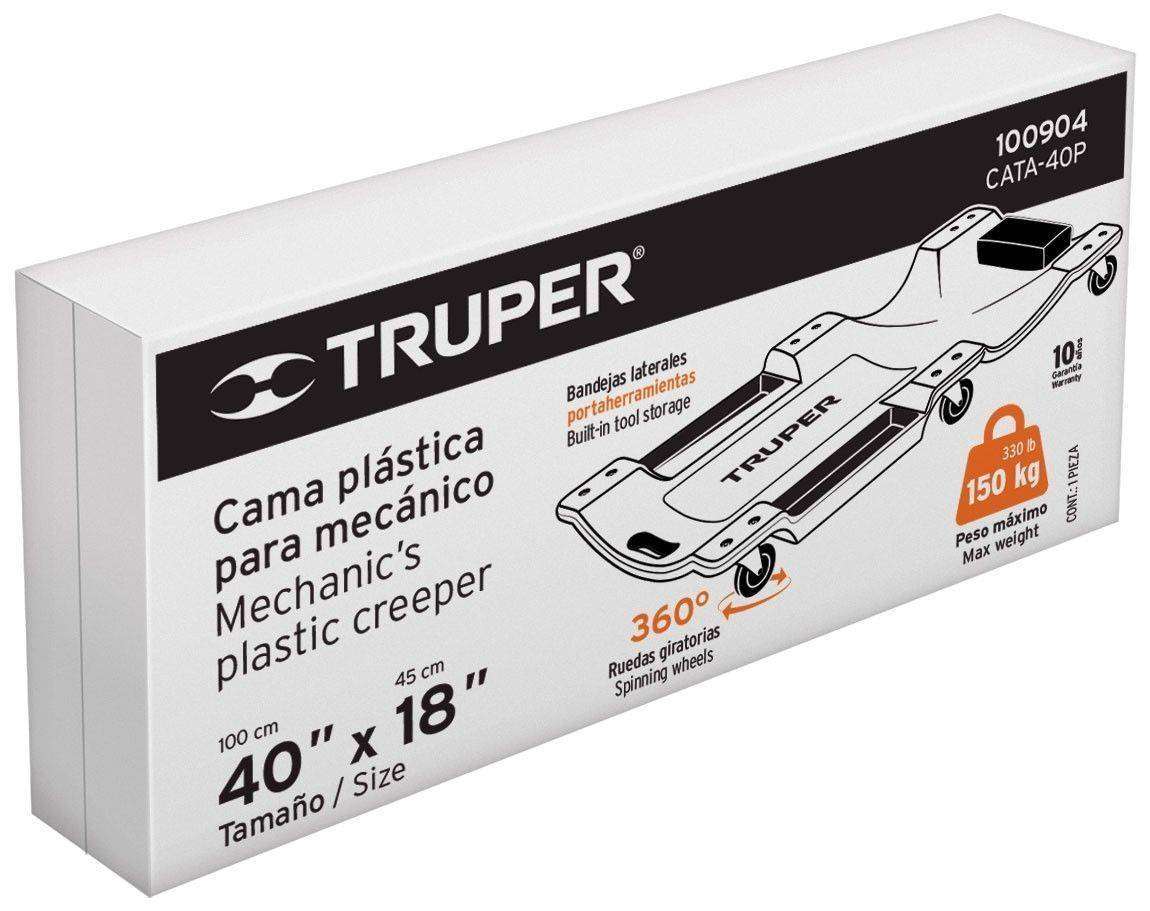 100904
CATA-40P
TRUPER®
Cama plástica
para mecánico
Mechanic's
plastic creeper
100 cm
45 cm
40" x 18"
Tamaño / Size
Bandejas laterales
portaherramientas
Built-in tool storage
TRUPER
360°
Ruedas giratorias
Spinning wheels
10 años
Garantía
Warranty
330 lb
150 kg
Peso máximo
Max weight
CONT.: 1 PIEZA